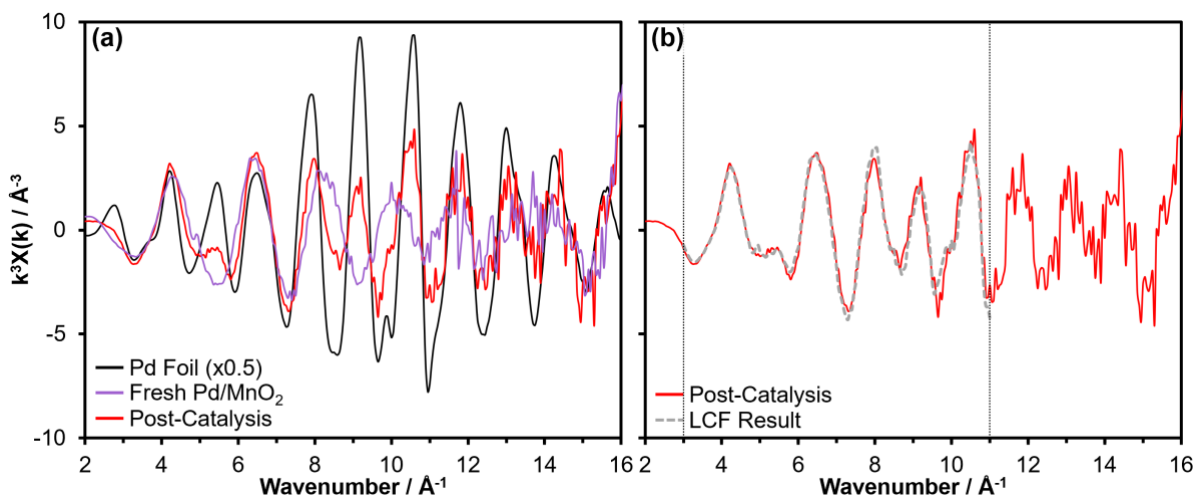 (a)
(b)
k³X(k) / Å⁻³
10
5
0
-5
-10
Pd Foil (x0.5)
Fresh Pd/MnO₂
Post-Catalysis
Post-Catalysis
LCF Result
2 4 6 8 10 12 14 16
2 4 6 8 10 12 14 16
Wavenumber / Å⁻¹
Wavenumber / Å⁻¹